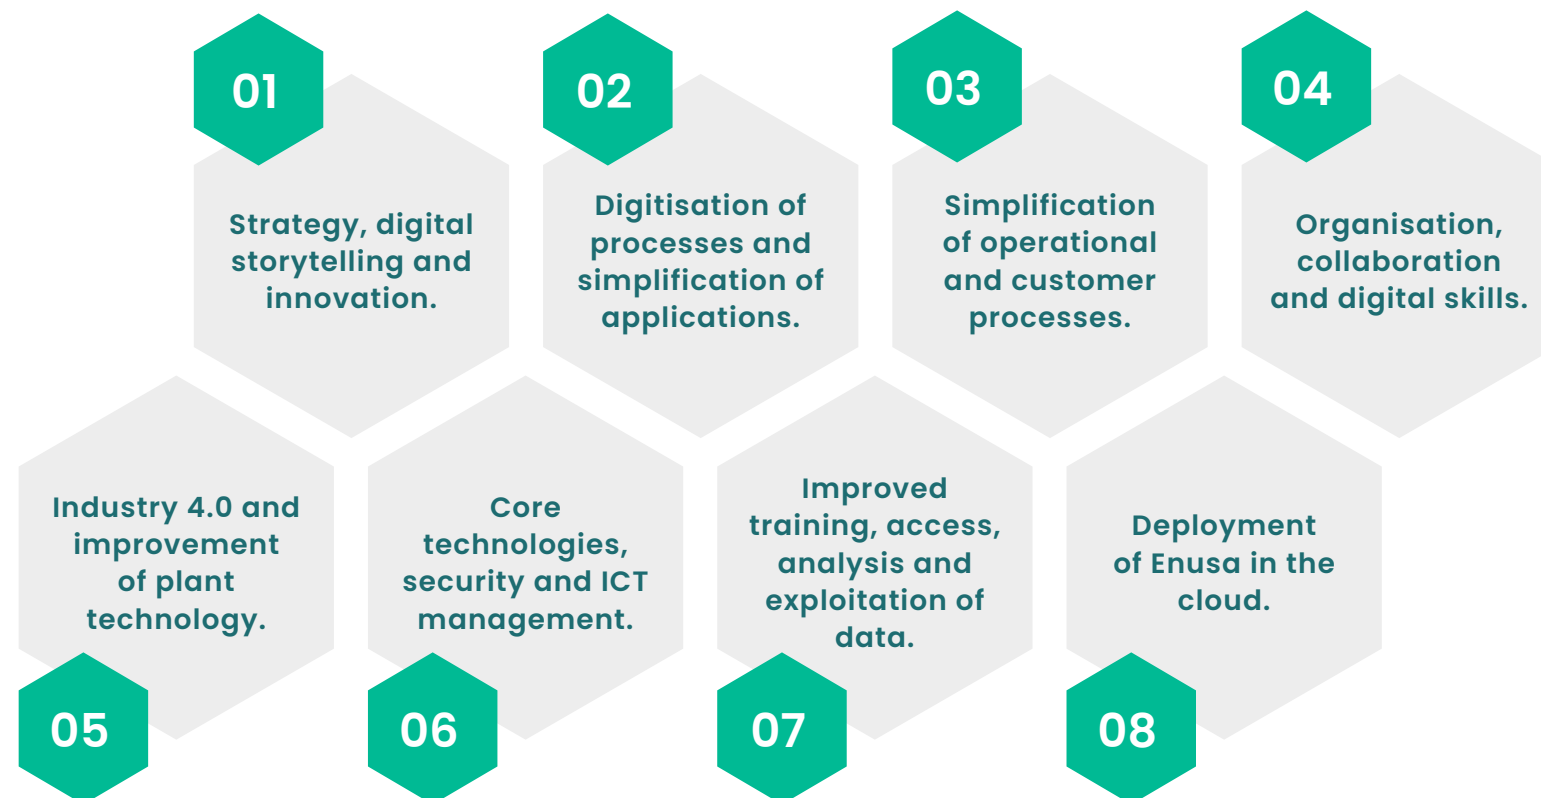 01
Strategy, digital
storytelling and
innovation.
02
Digitisation of
processes and
simplification of
applications.
03
Simplification
of operational
and customer
processes.
04
Organisation,
collaboration
and digital skills.
Industry 4.0 and
improvement
of plant
technology.
05
Core
technologies,
security and ICT
management.
06
Improved
training, access,
analysis and
exploitation of
data.
07
Deployment
of Enusa in the
cloud.
08